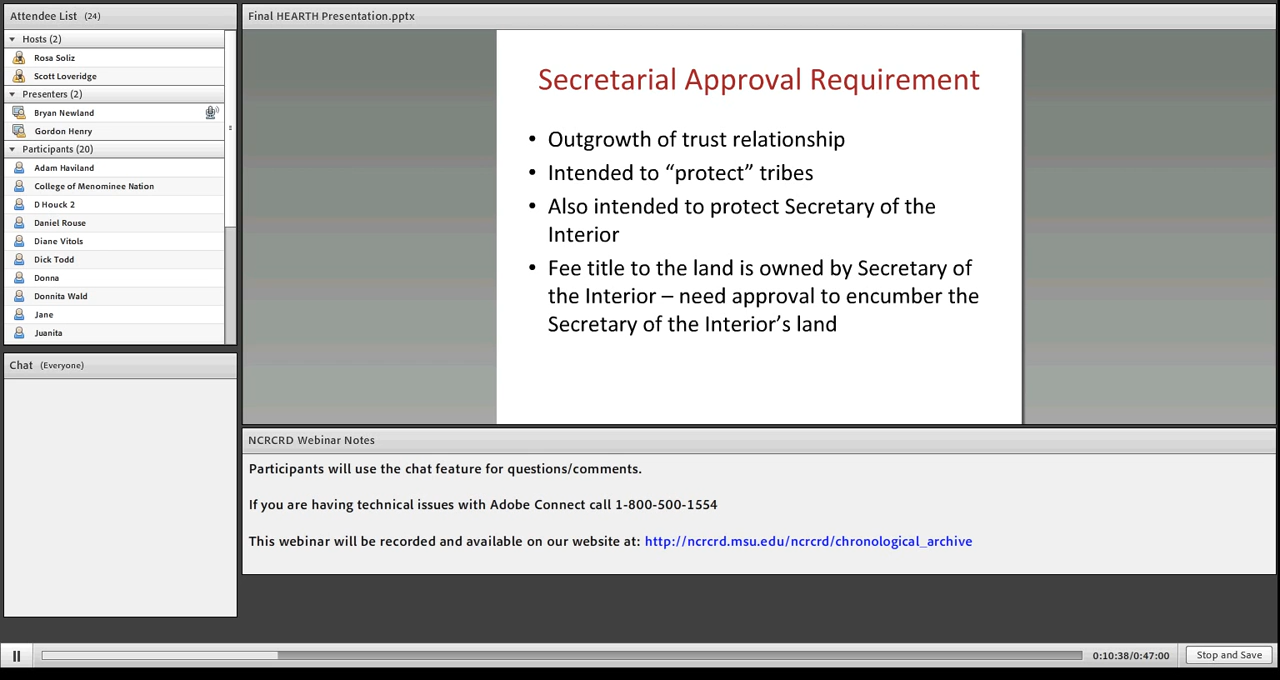 Attendee List (24)
Hosts (2)
Rosa Soliz
Scott Loveridge
Presenters (2)
Bryan Newland
Gordon Henry
Participants (20)
Adam Haviland
College of Menominee Nation
D Houck 2
Daniel Rouse
Diane Vitols
Dick Todd
Donna
Donnita Wald
Jane
Juanita
Chat (Everyone)
Final HEARTH Presentation.pptx
Secretarial Approval Requirement
• Outgrowth of trust relationship
• Intended to “protect” tribes
• Also intended to protect Secretary of the
Interior
• Fee title to the land is owned by Secretary of
the Interior – need approval to encumber the
Secretary of the Interior’s land
NCRCRD Webinar Notes
Participants will use the chat feature for questions/comments.
If you are having technical issues with Adobe Connect call 1-800-500-1554
This webinar will be recorded and available on our website at: http://ncrcrd.msu.edu/ncrcrd/chronological_archive
0:10:38/0:47:00
Stop and Save